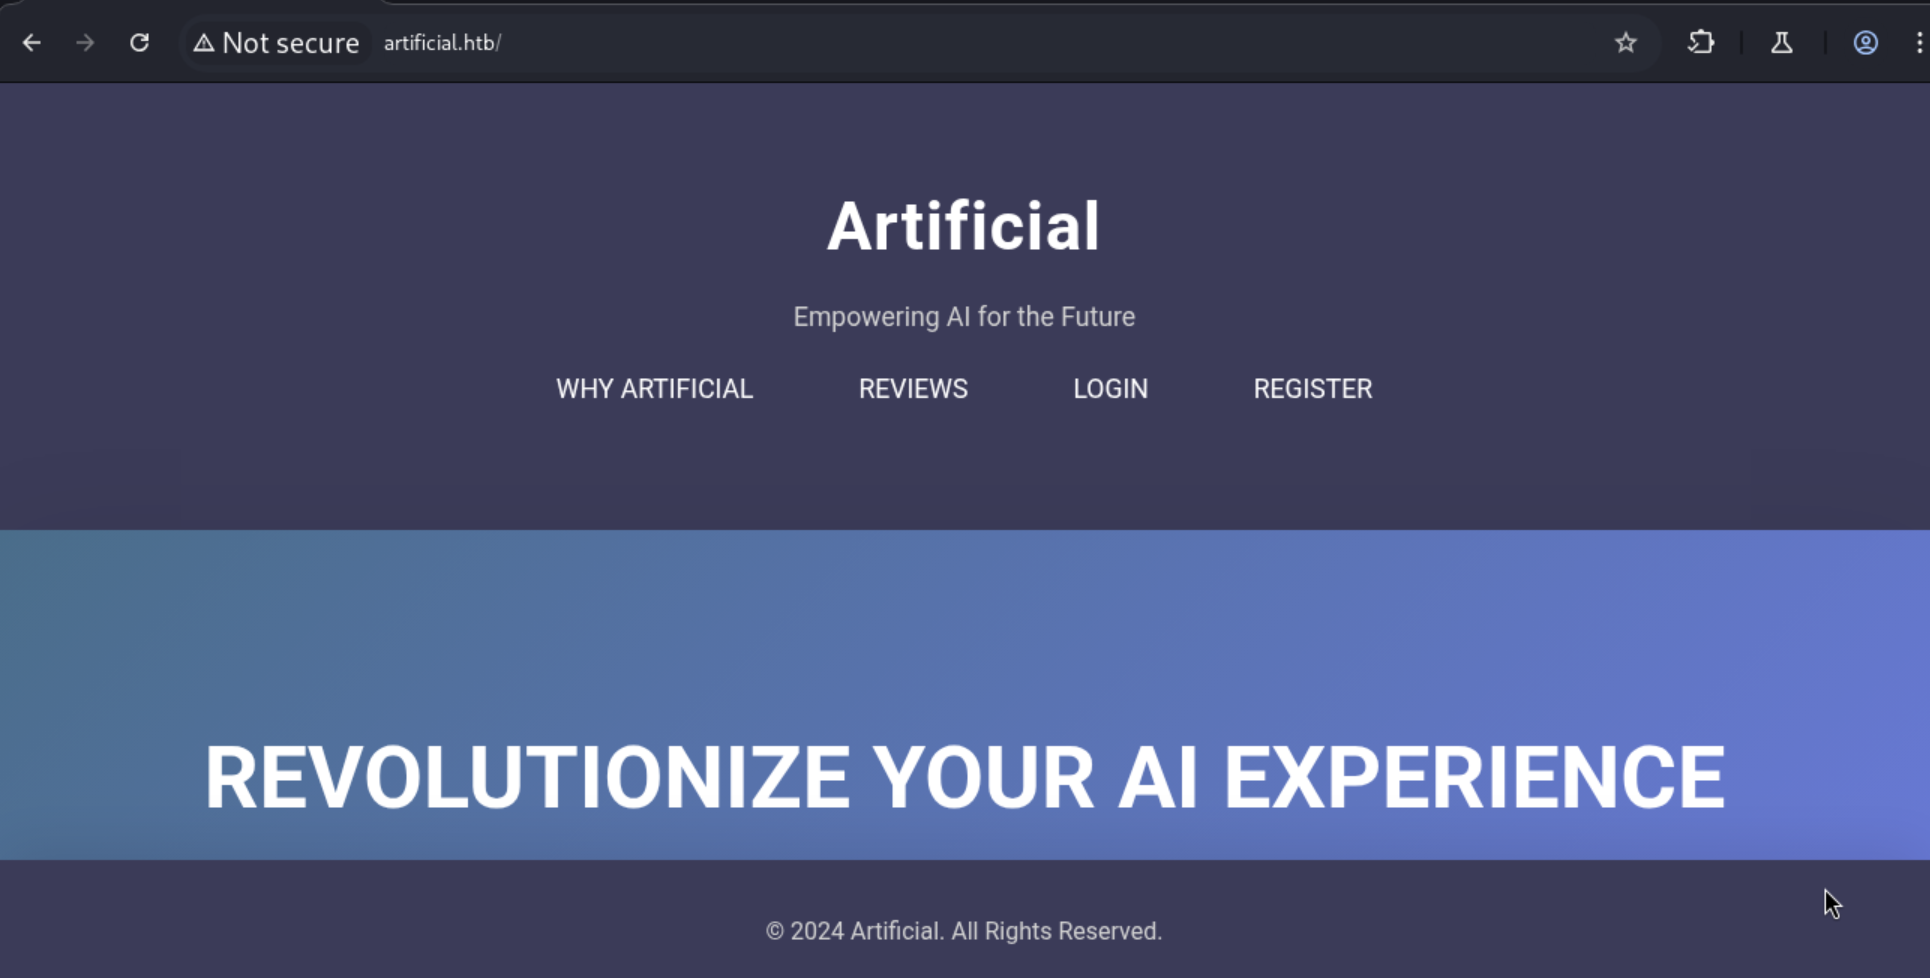 Not secure artificial.htb/
Artificial
Empowering AI for the Future
WHY ARTIFICIAL REVIEWS LOGIN REGISTER
REVOLUTIONIZE YOUR AI EXPERIENCE
© 2024 Artificial. All Rights Reserved.